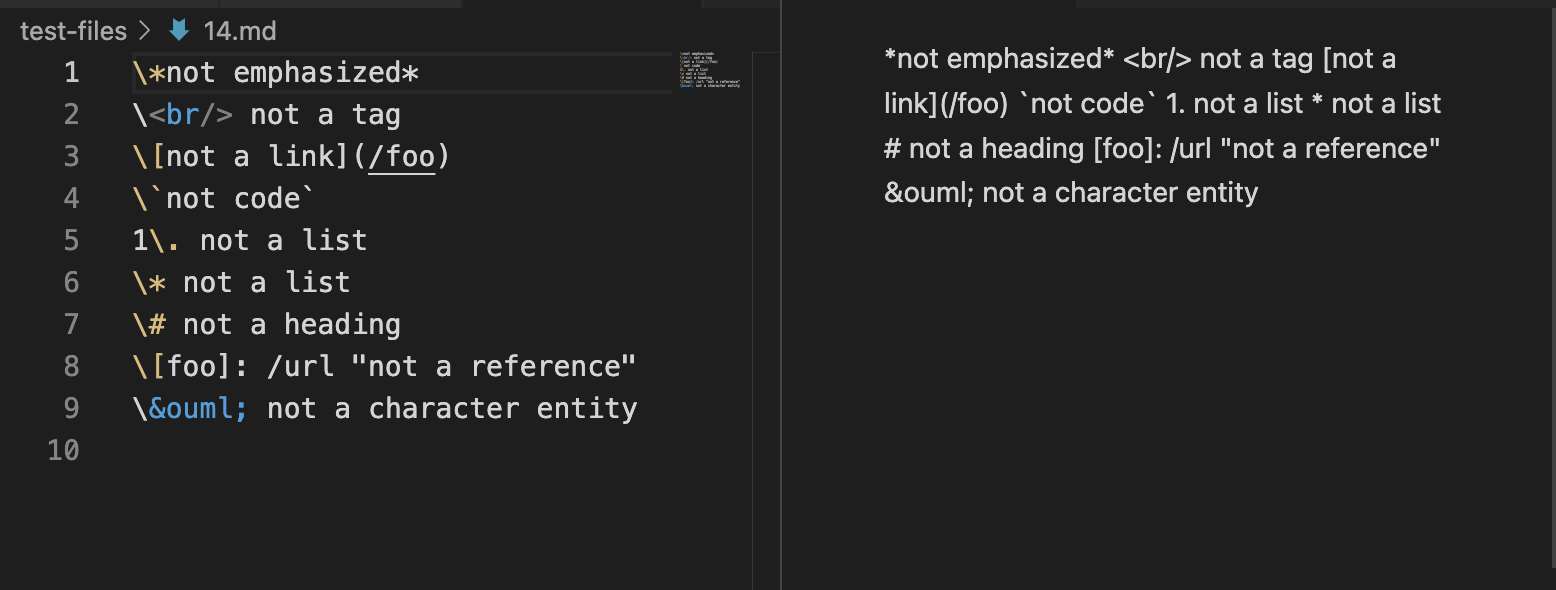 test-files > 14.md
1 \*not emphasized*
2 \<br/> not a tag
3 \[not a link](/foo)
4 \`not code`
5 1\. not a list
6 \* not a list
7 \# not a heading
8 \[foo]: /url "not a reference"
9 \&ouml; not a character entity
10
*not emphasized* <br/> not a tag [not a
link](/foo) `not code` 1. not a list * not a list
# not a heading [foo]: /url "not a reference"
&ouml; not a character entity